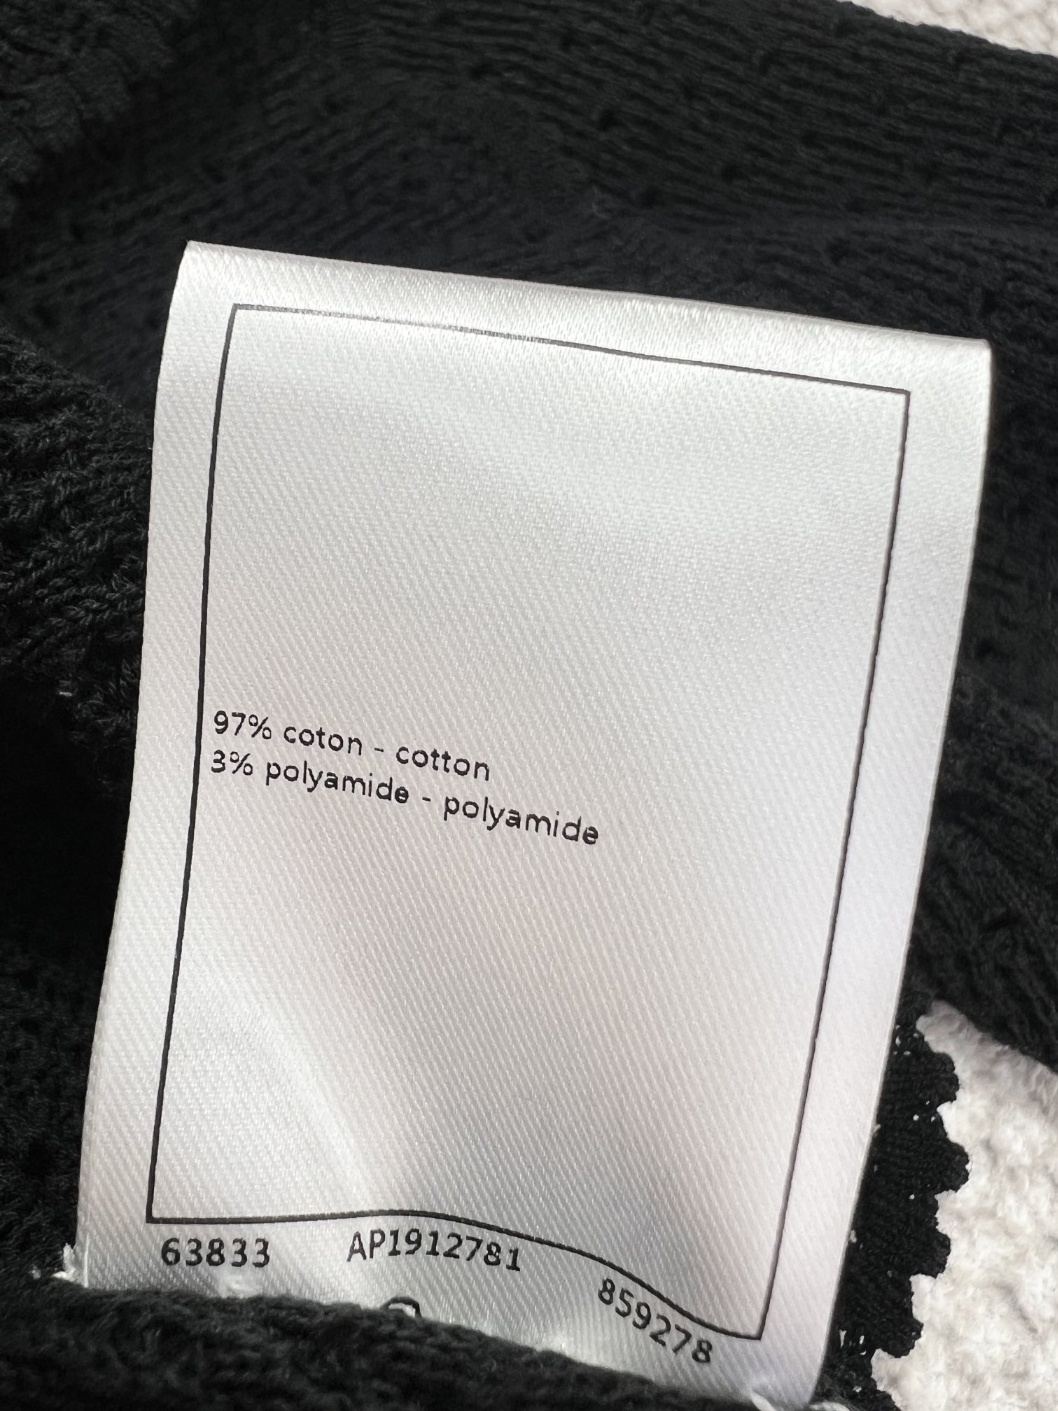 97% coton - cotton
3% polyamide - polyamide
63833 AP1912781 859278